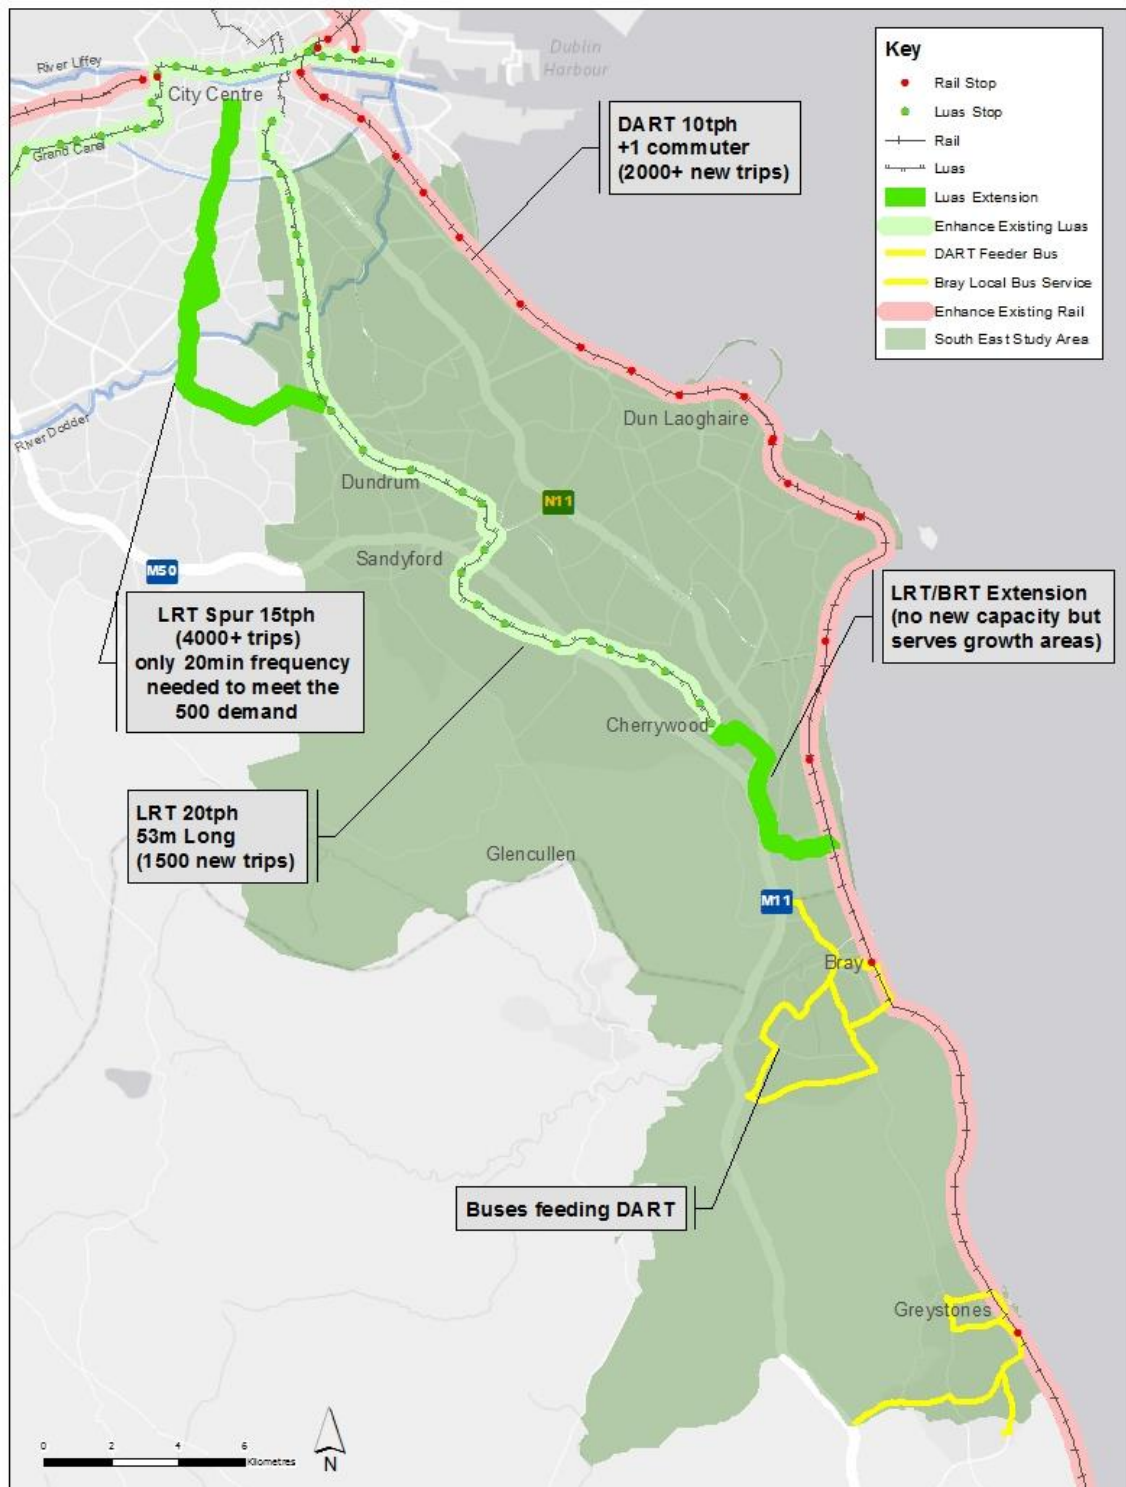 Dublin
Harbour
River Liffey
City Centre
Grand Canal
Key
Rail Stop
Luas Stop
Rail
Luas
Luas Extension
Enhance Existing Luas
DART Feeder Bus
Bray Local Bus Service
Enhance Existing Rail
South East Study Area
DART 10tph
+1 commuter
(2000+ new trips)
River Dodder
Dun Laoghaire
Dundrum
N11
Sandyford
M50
LRT/BRT Extension
(no new capacity but
serves growth areas)
LRT Spur 15tph
(4000+ trips)
only 20min frequency
needed to meet the
500 demand
Cherrywood
LRT 20tph
53m Long
(1500 new trips)
Glencullen
M11
Bray
Buses feeding DART
Greystones
0 2 4 6
Kilometres
N